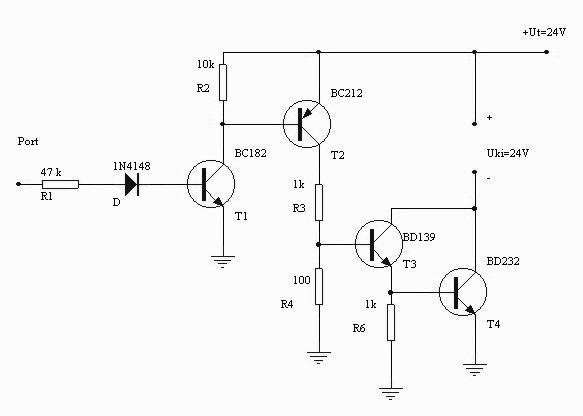 +Ut=24V
10k
R2
BC212
Port
BC182
T2
+
Uki=24V
-
47 k
R1
1N4148
D
T1
1k
R3
BD139
T3
100
R4
1k
R6
BD232
T4